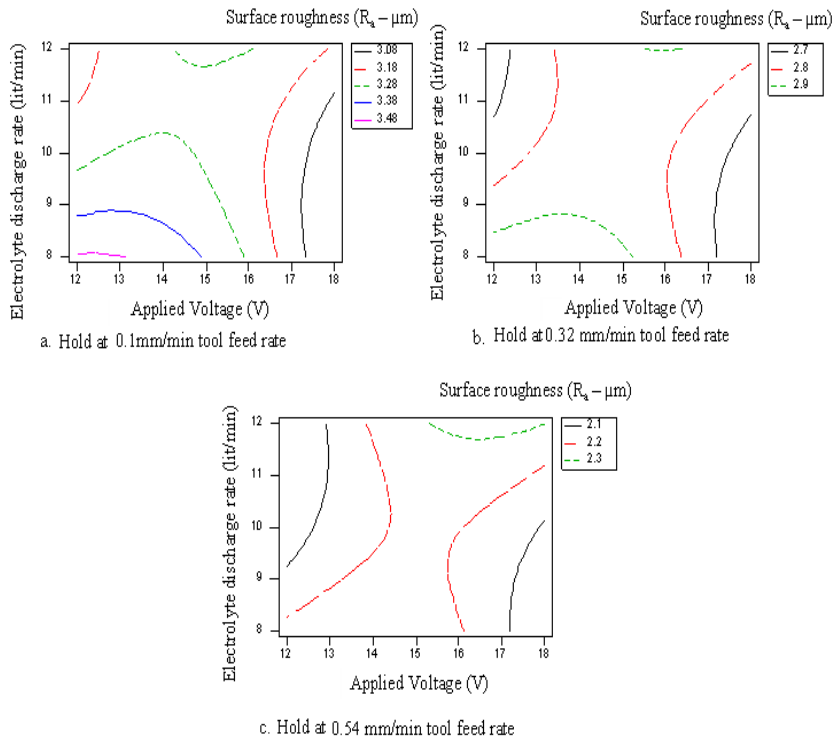 Surface roughness (Rₐ – μm)
Electrolyte discharge rate (lit/min)
12
11
10
9
8
12 13 14 15 16 17 18
Applied Voltage (V)
3.08
3.18
3.28
3.38
3.48
a. Hold at 0.1mm/min tool feed rate
Surface roughness (Rₐ – μm)
Electrolyte discharge rate (lit/min)
12
11
10
9
8
12 13 14 15 16 17 18
Applied Voltage (V)
2.7
2.8
2.9
b. Hold at 0.32 mm/min tool feed rate
Surface roughness (Rₐ – μm)
Electrolyte discharge rate (lit/min)
12
11
10
9
8
12 13 14 15 16 17 18
Applied Voltage (V)
2.1
2.2
2.3
c. Hold at 0.54 mm/min tool feed rate